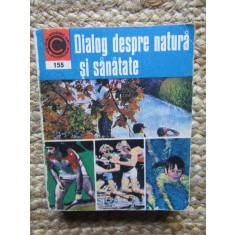 C
155
Dialog despre natură
și sănătate